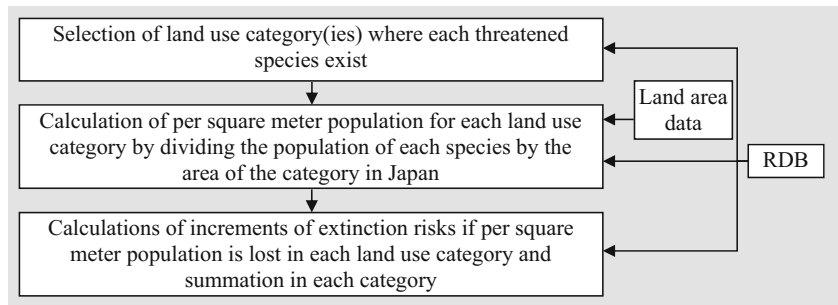 Selection of land use category(ies) where each threatened
species exist
Land area
data
Calculation of per square meter population for each land use
category by dividing the population of each species by the
area of the category in Japan
RDB
Calculations of increments of extinction risks if per square
meter population is lost in each land use category and
summation in each category